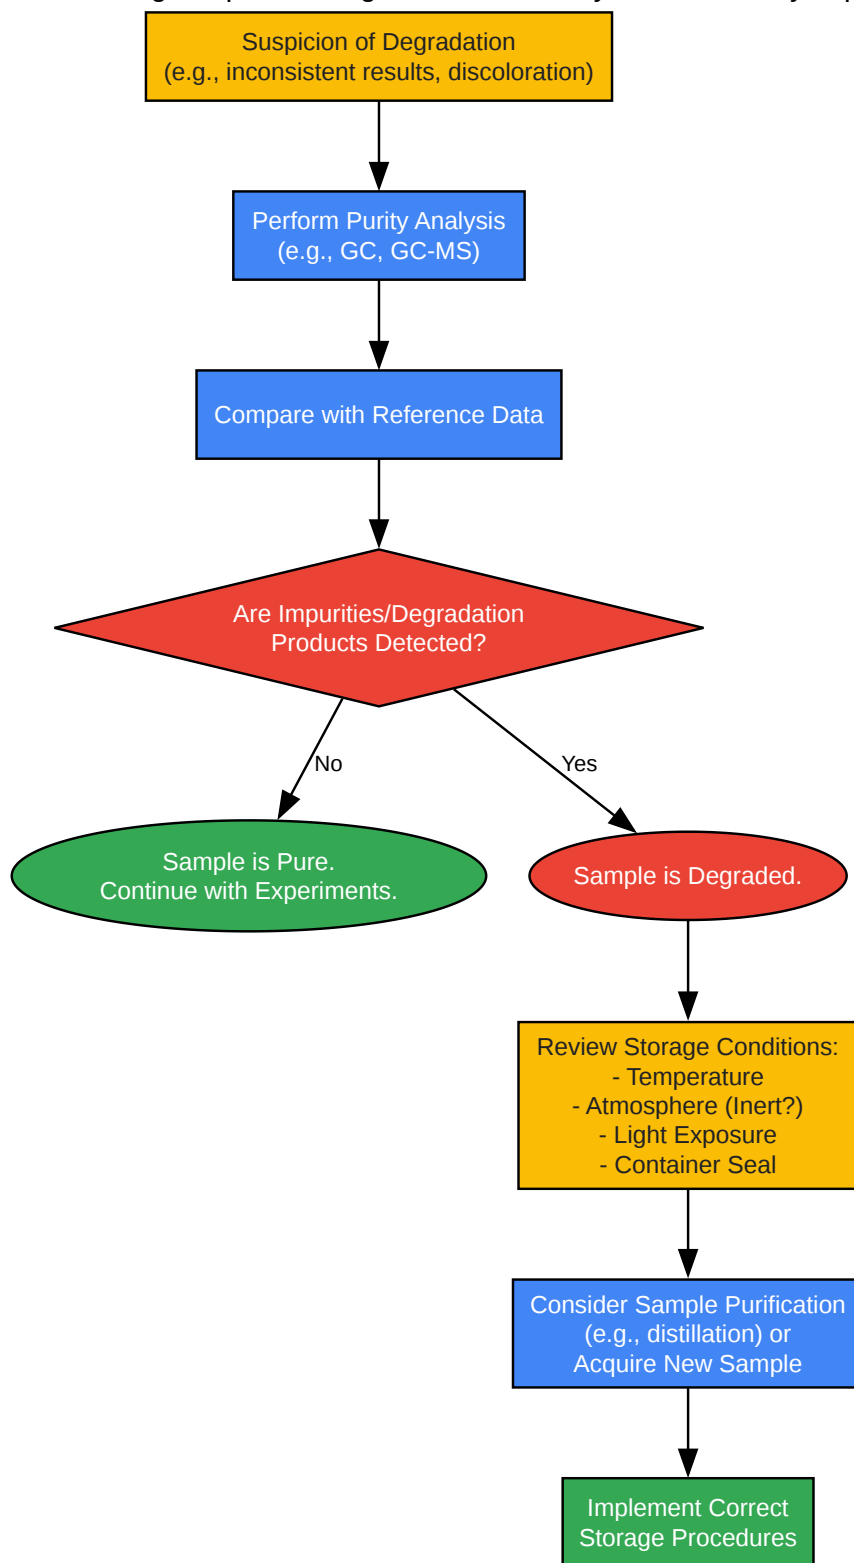 Suspicion of Degradation
(e.g., inconsistent results, discoloration)
Perform Purity Analysis
(e.g., GC, GC-MS)
Compare with Reference Data
Are Impurities/Degradation
Products Detected?
No
Yes
Sample is Pure.
Continue with Experiments.
Sample is Degraded.
Review Storage Conditions:
- Temperature
- Atmosphere (Inert?)
- Light Exposure
- Container Seal
Consider Sample Purification
(e.g., distillation) or
Acquire New Sample
Implement Correct
Storage Procedures